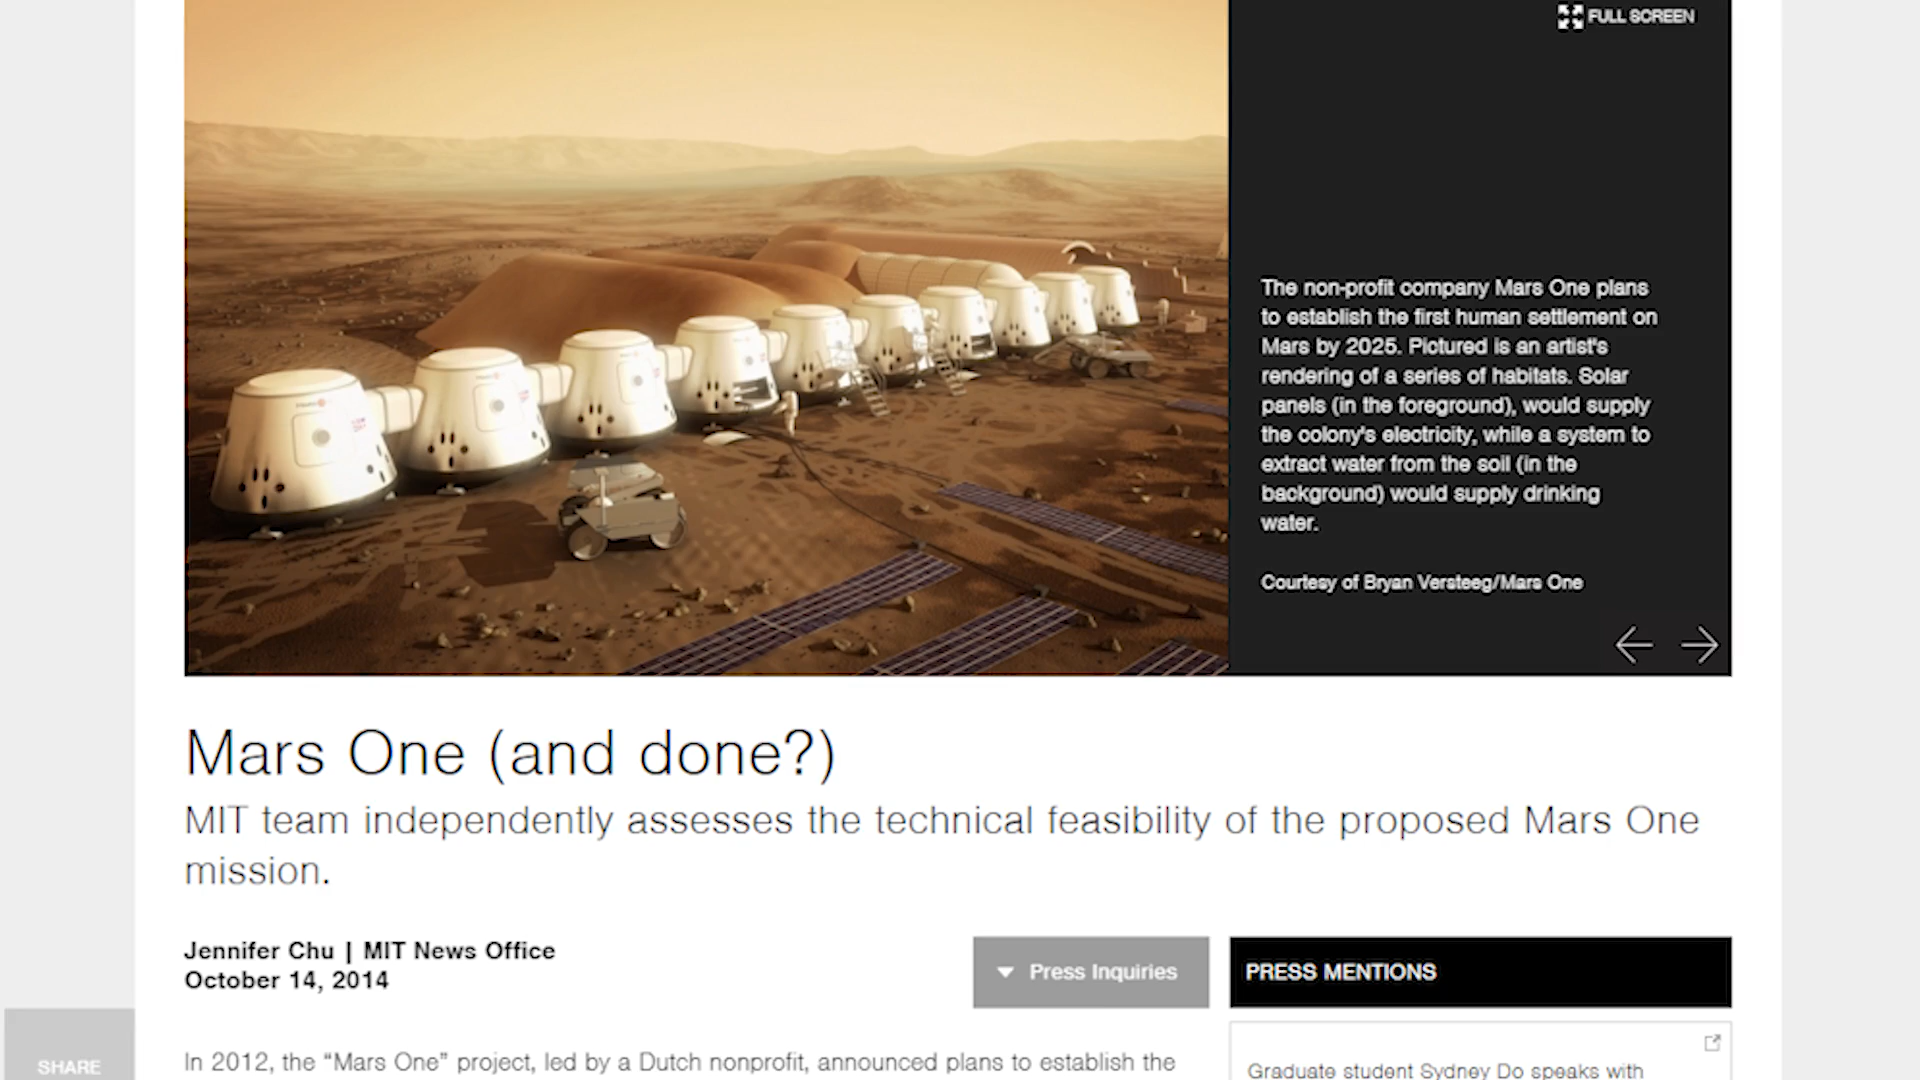 FULL SCREEN
The non-profit company Mars One plans
to establish the first human settlement on
Mars by 2025. Pictured is an artist's
rendering of a series of habitats. Solar
panels (in the foreground), would supply
the colony's electricity, while a system to
extract water from the soil (in the
background) would supply drinking
water.
Courtesy of Bryan Versteeg/Mars One
Mars One (and done?)
MIT team independently assesses the technical feasibility of the proposed Mars One
mission.
Jennifer Chu | MIT News Office
October 14, 2014
Press Inquiries
PRESS MENTIONS
SHARE
In 2012, the “Mars One” project, led by a Dutch nonprofit, announced plans to establish the
Graduate student Sydney Do speaks with